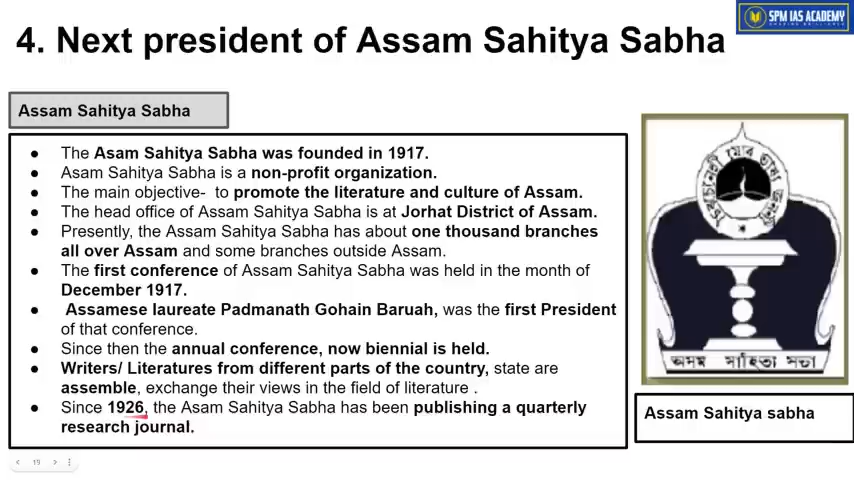 SPM IAS ACADEMY
4. Next president of Assam Sahitya Sabha
Assam Sahitya Sabha
● The Asam Sahitya Sabha was founded in 1917.
● Asam Sahitya Sabha is a non-profit organization.
● The main objective- to promote the literature and culture of Assam.
● The head office of Assam Sahitya Sabha is at Jorhat District of Assam.
● Presently, the Assam Sahitya Sabha has about one thousand branches
all over Assam and some branches outside Assam.
● The first conference of Assam Sahitya Sabha was held in the month of
December 1917.
● Assamese laureate Padmanath Gohain Baruah, was the first President
of that conference.
● Since then the annual conference, now biennial is held.
● Writers/ Literatures from different parts of the country, state are
assemble, exchange their views in the field of literature .
● Since 1926, the Asam Sahitya Sabha has been publishing a quarterly
research journal.
অসম সাহিত্য সভা
Assam Sahitya sabha
19